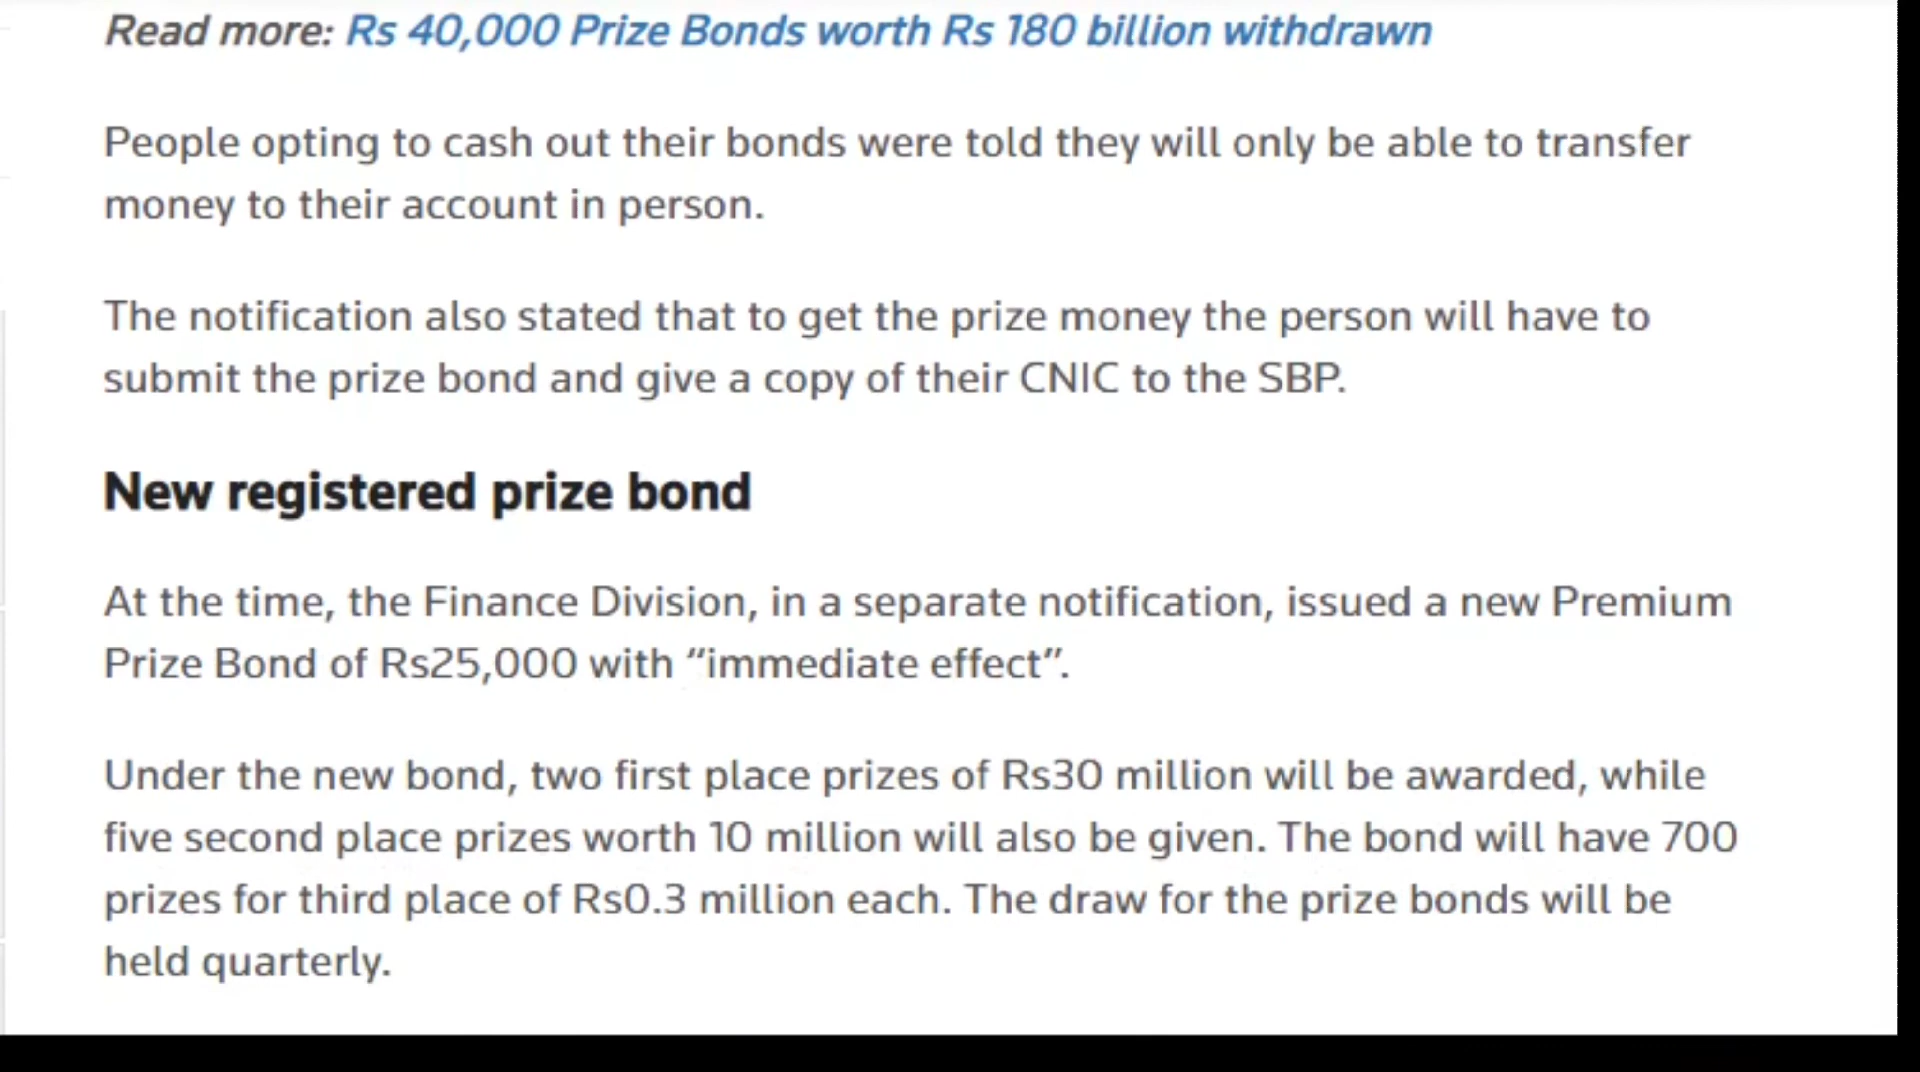 Read more: Rs 40,000 Prize Bonds worth Rs 180 billion withdrawn
People opting to cash out their bonds were told they will only be able to transfer
money to their account in person.
The notification also stated that to get the prize money the person will have to
submit the prize bond and give a copy of their CNIC to the SBP.
New registered prize bond
At the time, the Finance Division, in a separate notification, issued a new Premium
Prize Bond of Rs25,000 with “immediate effect”.
Under the new bond, two first place prizes of Rs30 million will be awarded, while
five second place prizes worth 10 million will also be given. The bond will have 700
prizes for third place of Rs0.3 million each. The draw for the prize bonds will be
held quarterly.